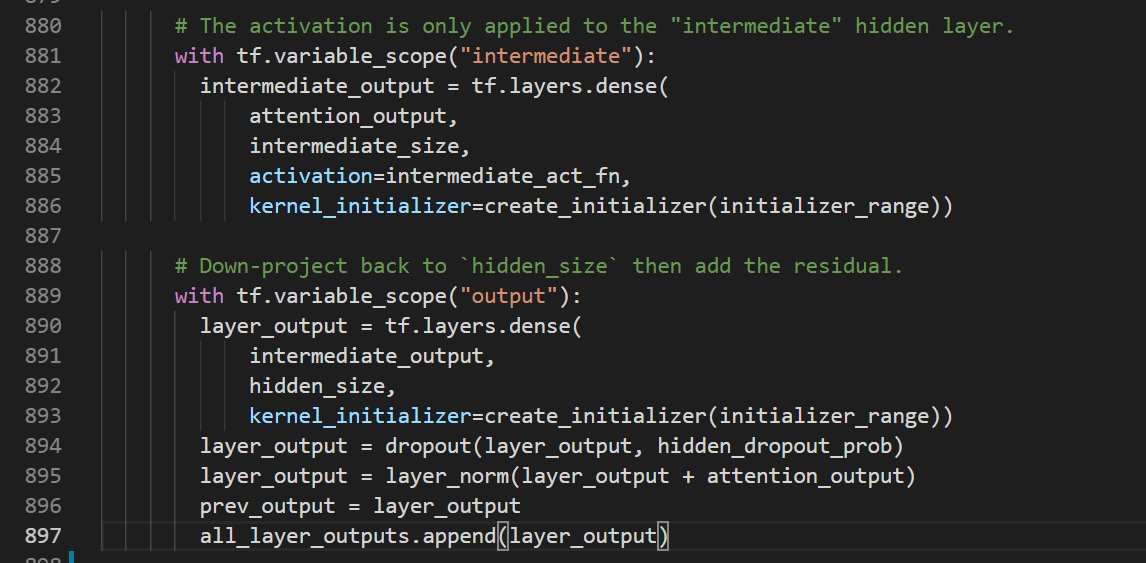 880 # The activation is only applied to the "intermediate" hidden layer.
881 with tf.variable_scope("intermediate"):
882 intermediate_output = tf.layers.dense(
883 attention_output,
884 intermediate_size,
885 activation=intermediate_act_fn,
886 kernel_initializer=create_initializer(initializer_range))
887
888 # Down-project back to `hidden_size` then add the residual.
889 with tf.variable_scope("output"):
890 layer_output = tf.layers.dense(
891 intermediate_output,
892 hidden_size,
893 kernel_initializer=create_initializer(initializer_range))
894 layer_output = dropout(layer_output, hidden_dropout_prob)
895 layer_output = layer_norm(layer_output + attention_output)
896 prev_output = layer_output
897 all_layer_outputs.append(layer_output)